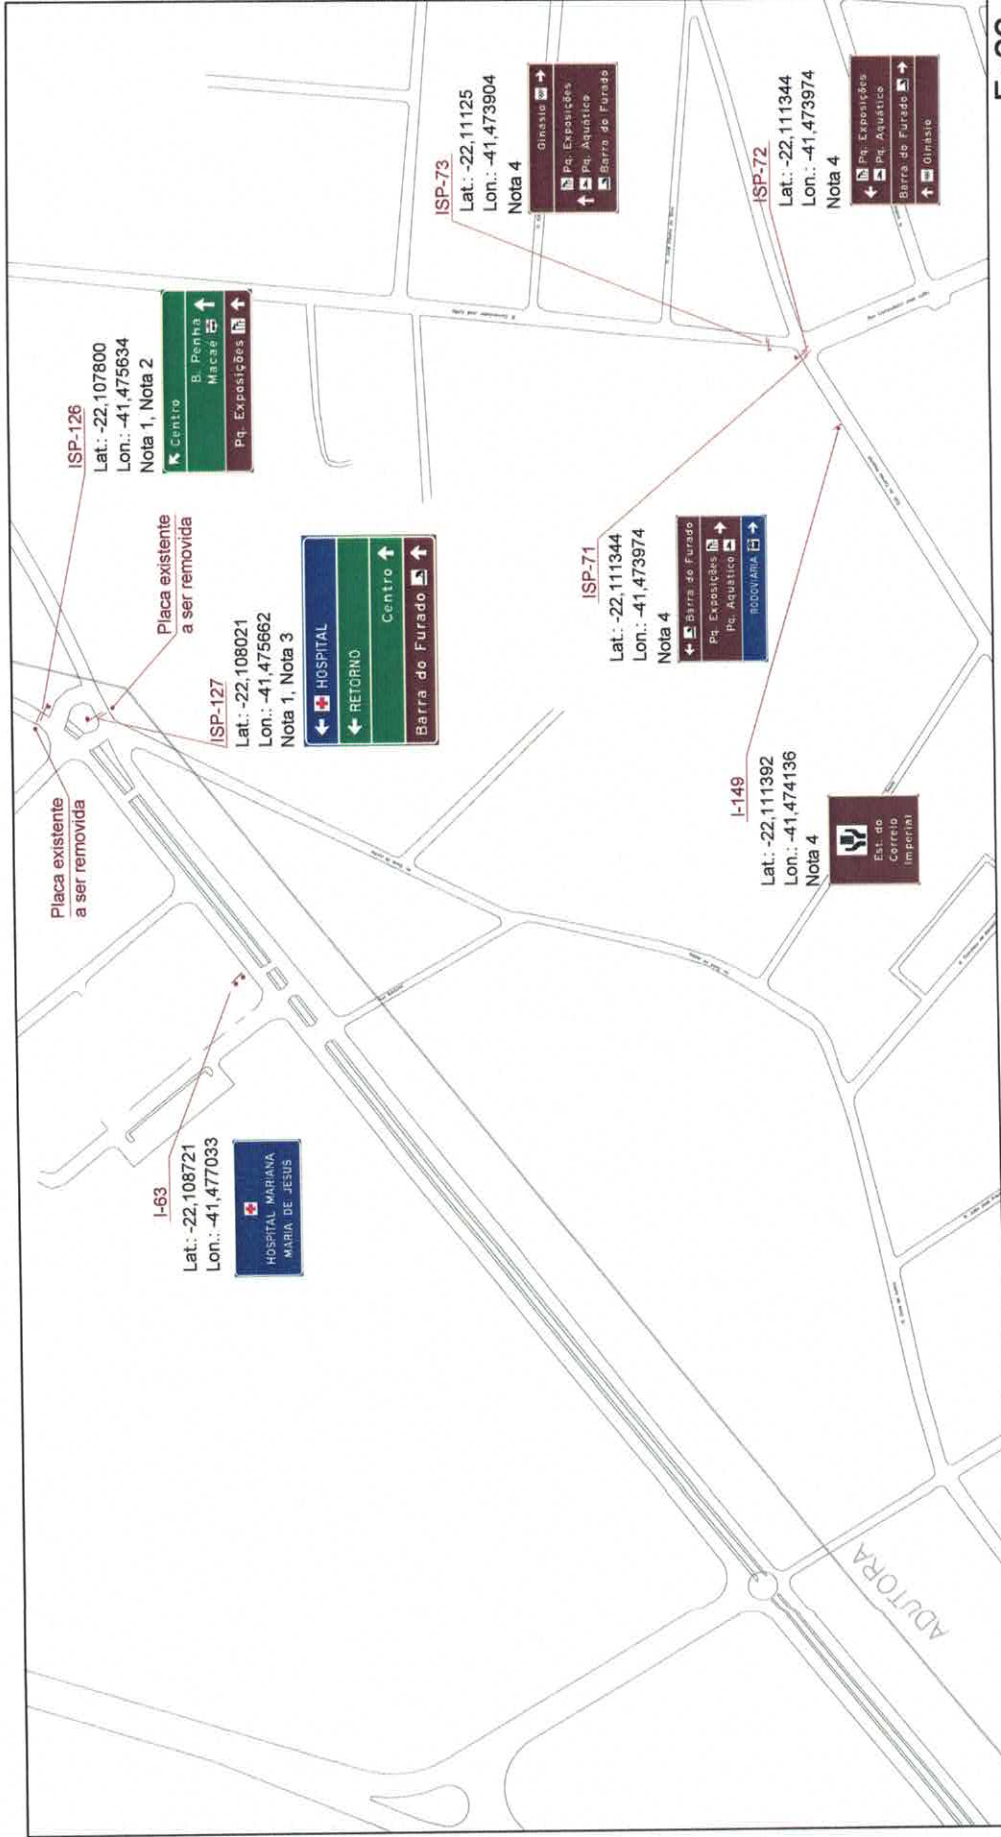 Placa existente
a ser removida
ISP-126
Lat.: -22,107800
Lon.: -41,475634
Nota 1, Nota 2
Centro
B. Penha
Macaé
Pq. Exposições
Placa existente
a ser removida
ISP-127
Lat.: -22,108021
Lon.: -41,475662
Nota 1, Nota 3
HOSPITAL
RETORNO
Centro
Barra do Furado
I-63
Lat.: -22,108721
Lon.: -41,477033
HOSPITAL MARIANA
MARIA DE JESUS
ISP-73
Lat.: -22,11125
Lon.: -41,473904
Nota 4
Ginásio
Pq. Exposições
Pq. Aquático
Barra do Furado
ISP-71
Lat.: -22,111344
Lon.: -41,473974
Nota 4
Barra do Furado
Pq. Exposições
Pq. Aquático
RODOVIÁRIA
ISP-72
Lat.: -22,111344
Lon.: -41,473974
Nota 4
Pq. Exposições
Pq. Aquático
Barra do Furado
Ginásio
I-149
Lat.: -22,111392
Lon.: -41,474136
Nota 4
Est. do
Correio
Imperial
ADUTORA